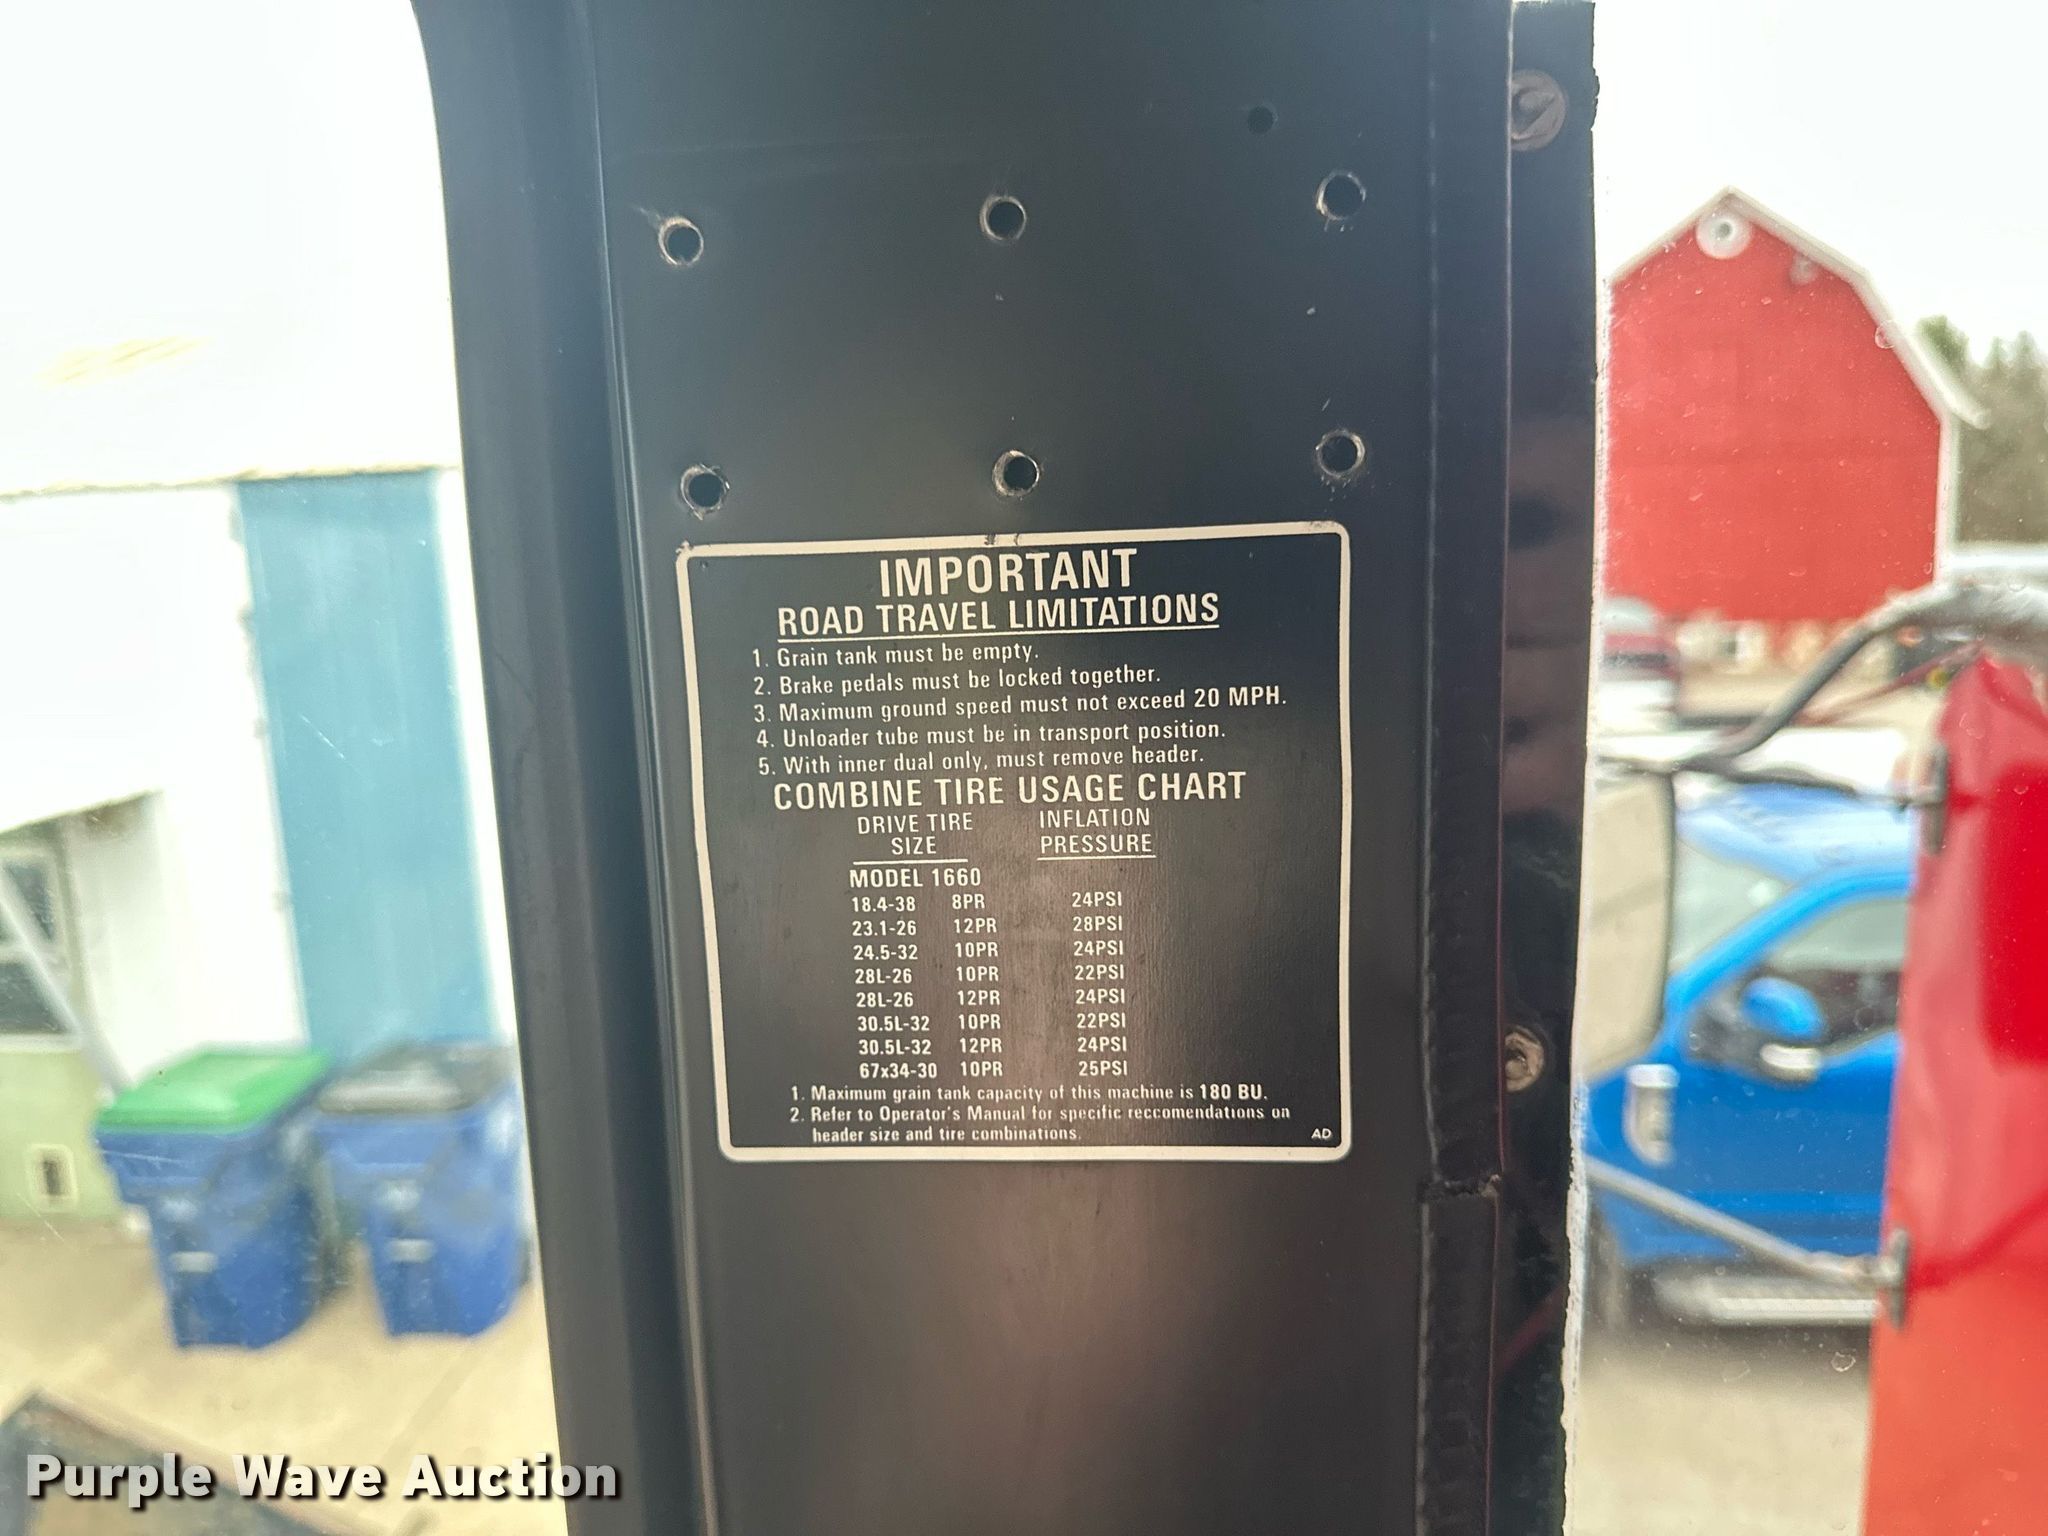 IMPORTANT
ROAD TRAVEL LIMITATIONS
1. Grain tank must be empty.
2. Brake pedals must be locked together.
3. Maximum ground speed must not exceed 20 MPH.
4. Unloader tube must be in transport position.
5. With inner dual only, must remove header.
COMBINE TIRE USAGE CHART
DRIVE TIRE INFLATION
SIZE PRESSURE
MODEL 1660
18.4-38 8PR 24PSI
23.1-26 12PR 28PSI
24.5-32 10PR 24PSI
28L-26 10PR 22PSI
28L-26 12PR 24PSI
30.5L-32 10PR 22PSI
30.5L-32 12PR 24PSI
67x34-30 10PR 25PSI
1. Maximum grain tank capacity of this machine is 180 BU.
2. Refer to Operator's Manual for specific reccomendations on
header size and tire combinations.
AD
Purple Wave Auction